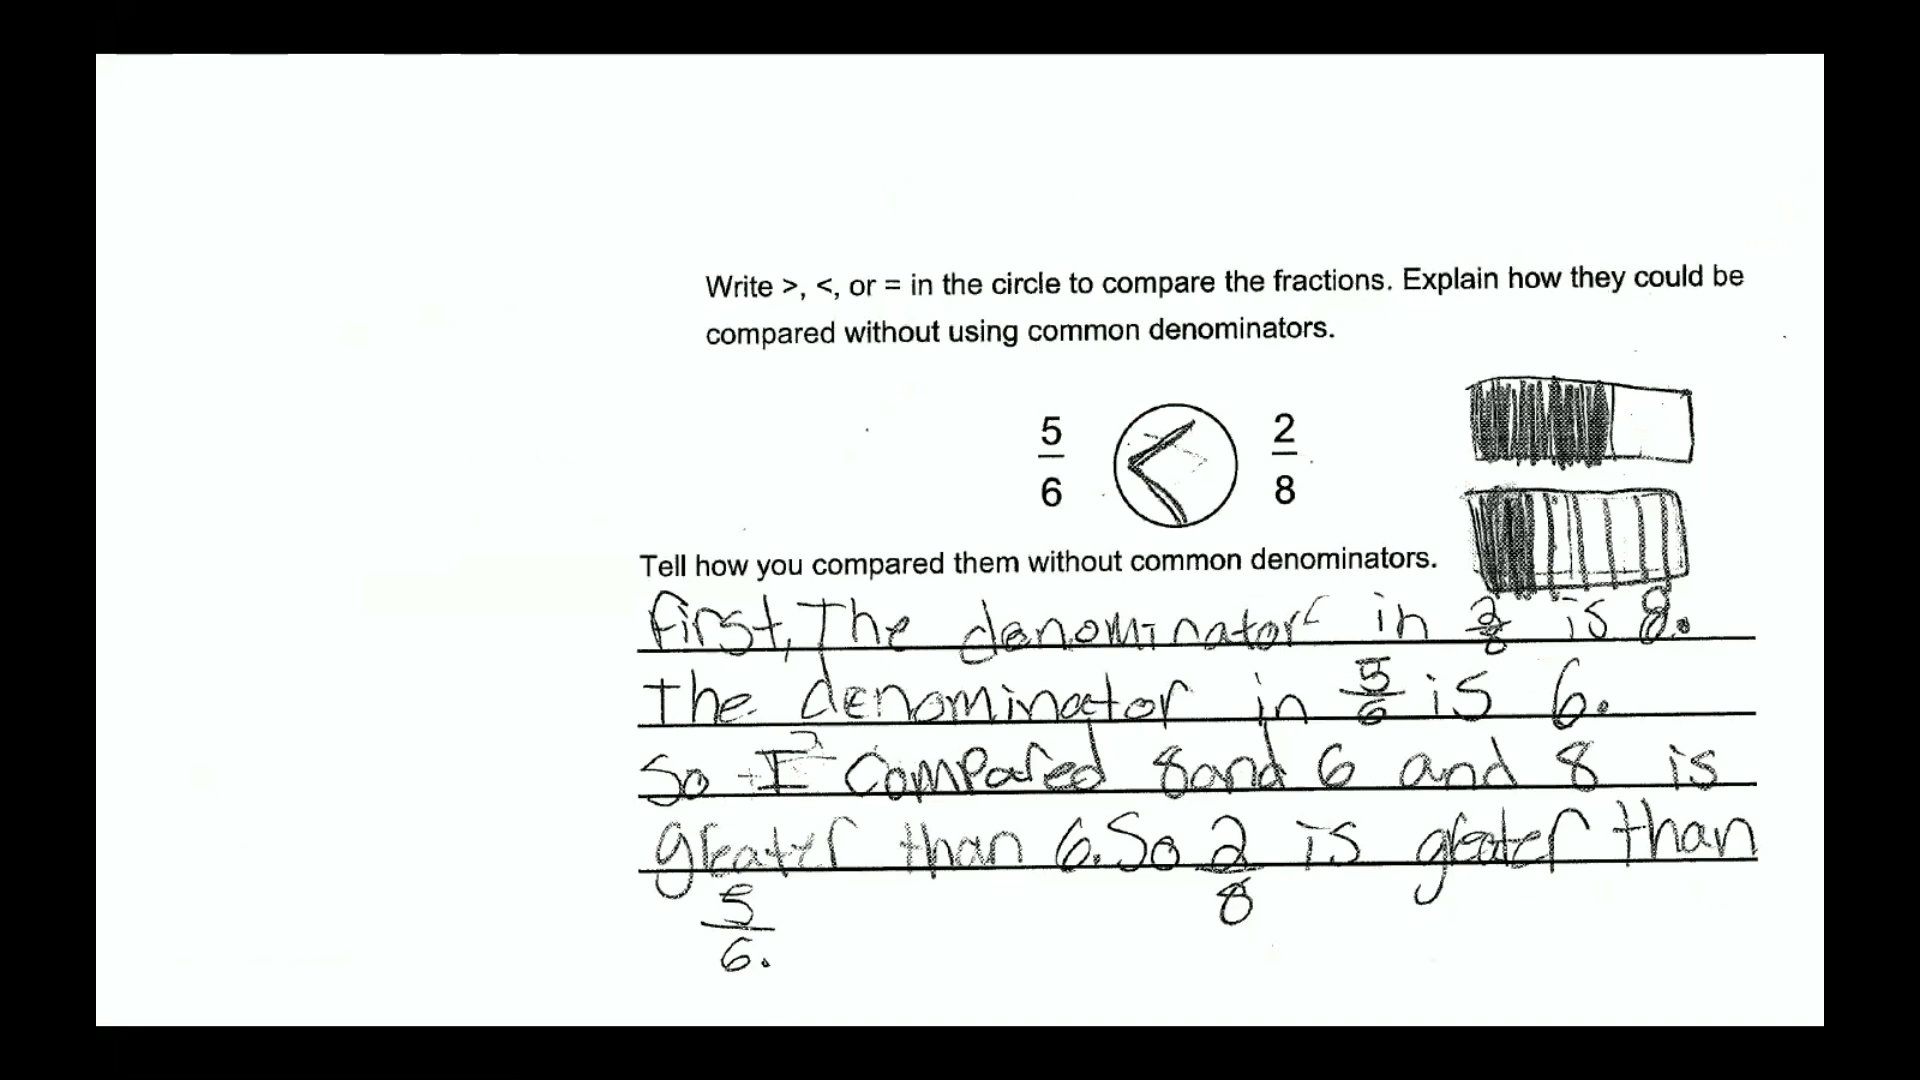 Write >, <, or = in the circle to compare the fractions. Explain how they could be
compared without using common denominators.
5/6 < 2/8
Tell how you compared them without common denominators.
First, The denominator in 2/8 is 8.
The denominator in 5/6 is 6.
So I compared 8 and 6 and 8 is
greater than 6. So 2/8 is greater than
5/6.